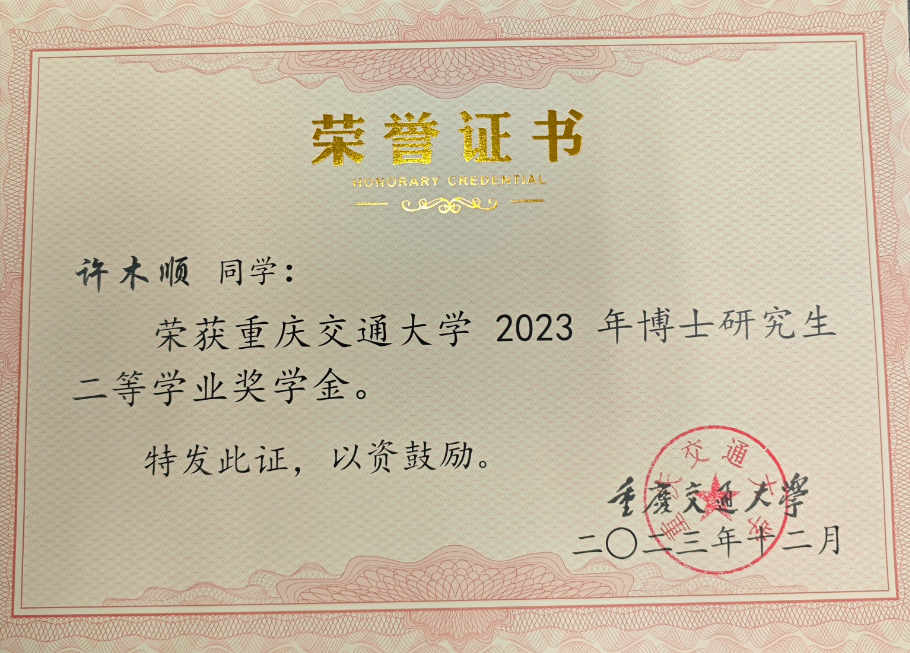 荣誉证书
HONORARY CREDENTIAL
许木顺 同学：
荣获重庆交通大学 2023 年博士研究生
二等学业奖学金。
特发此证，以资鼓励。
重庆交通大学
重庆交通大学
二〇二三年十二月